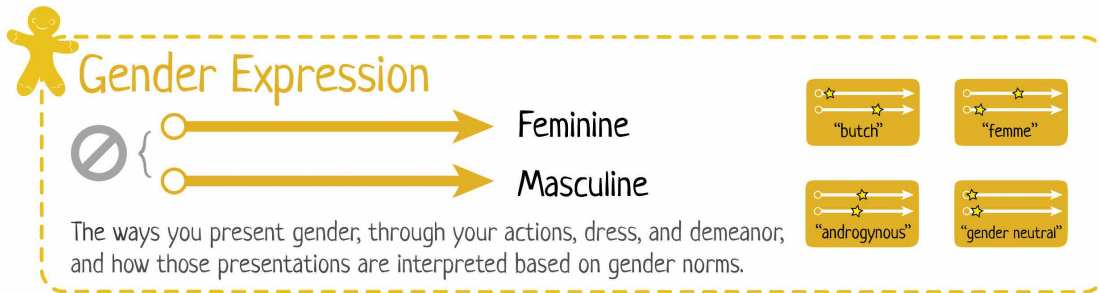 Gender Expression
Feminine
Masculine
The ways you present gender, through your actions, dress, and demeanor,
and how those presentations are interpreted based on gender norms.
“butch”
“femme”
“androgynous”
“gender neutral”